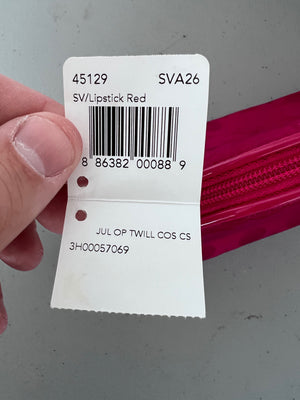 45129 SVA26
SV/Lipstick Red
8 86382 00088 9
JUL OP TWILL COS CS
3H00057069